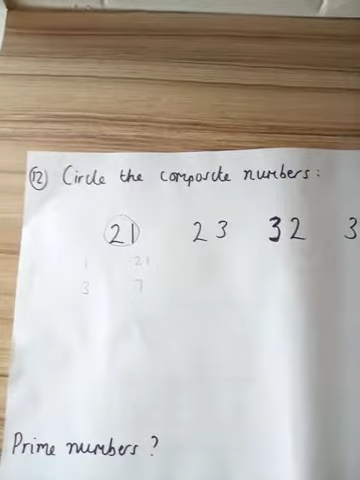 12 Circle the composite numbers:
21 23 32 3
1 21
3 7
Prime numbers?